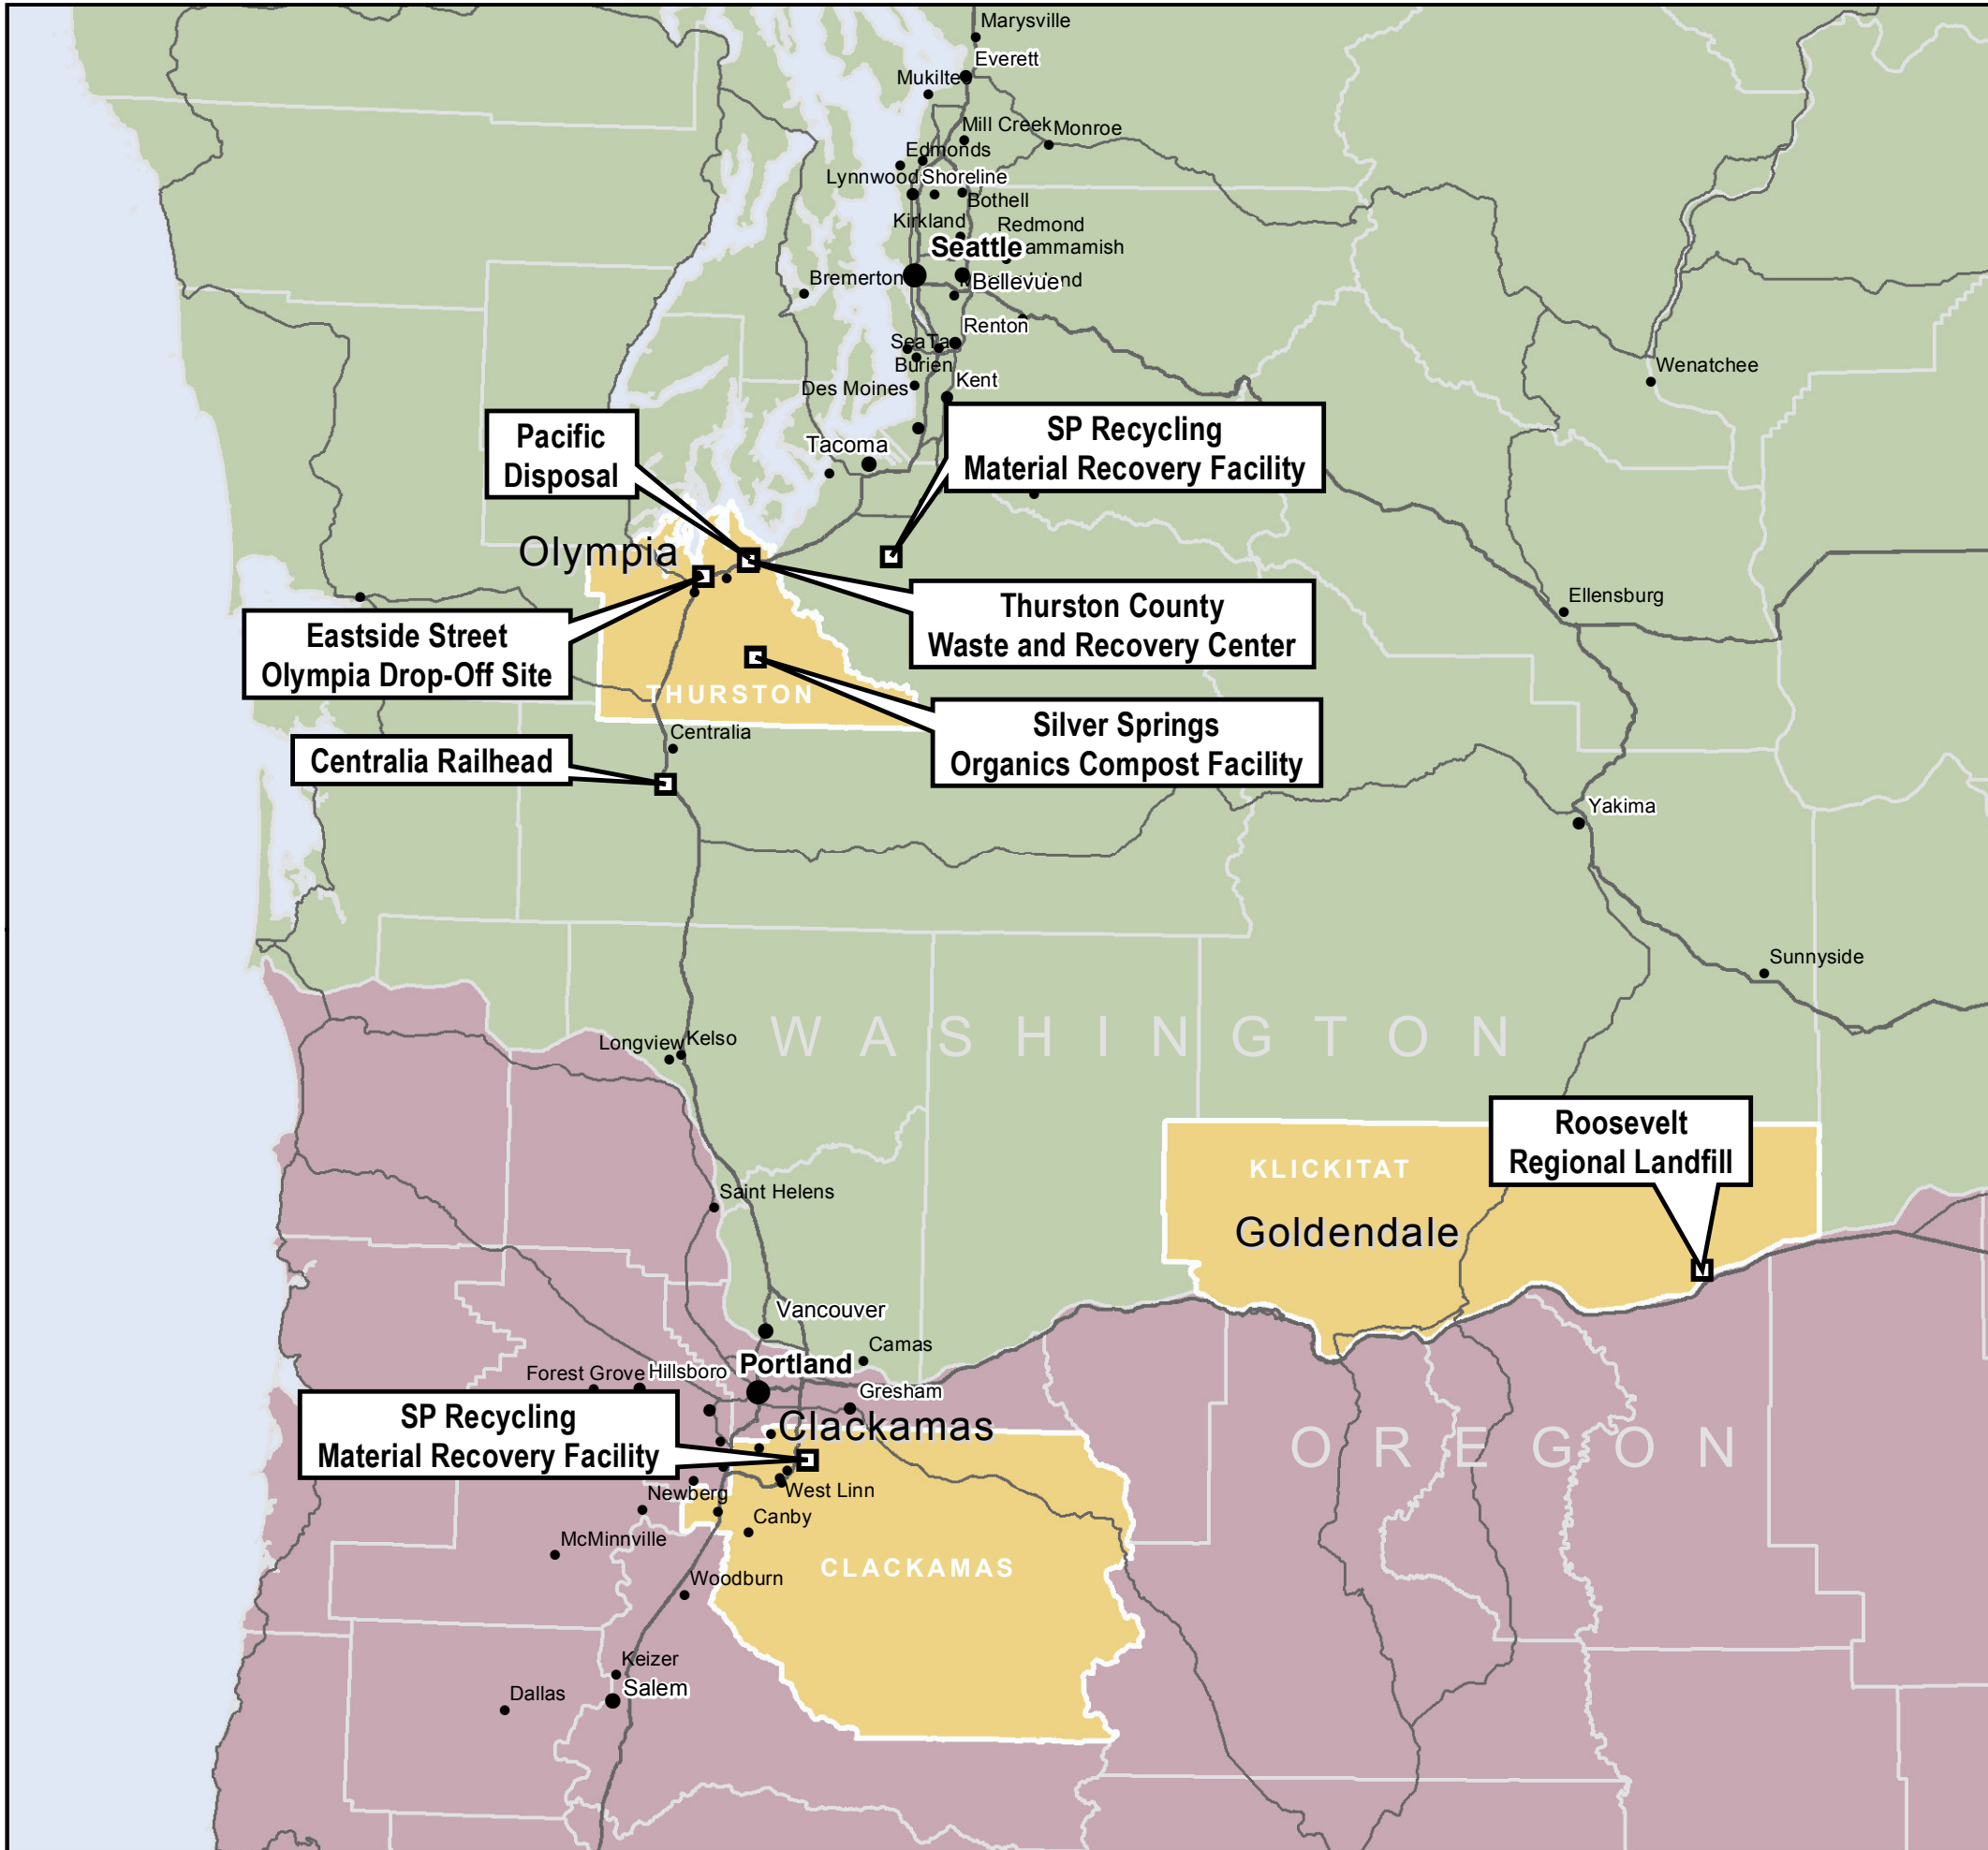 Marysville
Everett
Mukilte
Mill Creek
Monroe
Edmonds
Lynnwood
Shoreline
Bothell
Kirkland
Redmond
Seattle
ammamish
Bremerton
Bellevue
nd
Renton
SeaTa
Burien
Wenatchee
Des Moines
Kent
Pacific
Disposal
SP Recycling
Material Recovery Facility
Tacoma
Olympia
Thurston County
Waste and Recovery Center
Ellensburg
Eastside Street
Olympia Drop-Off Site
THURSTON
Silver Springs
Organics Compost Facility
Centralia
Centralia Railhead
Yakima
Sunnyside
WASHINGTON
Longview
Kelso
Roosevelt
Regional Landfill
KLICKITAT
Saint Helens
Goldendale
Vancouver
Camas
Portland
Forest Grove
Hillsboro
Gresham
SP Recycling
Material Recovery Facility
Clackamas
OREGON
West Linn
Newberg
Canby
McMinnville
CLACKAMAS
Woodburn
Keizer
Salem
Dallas